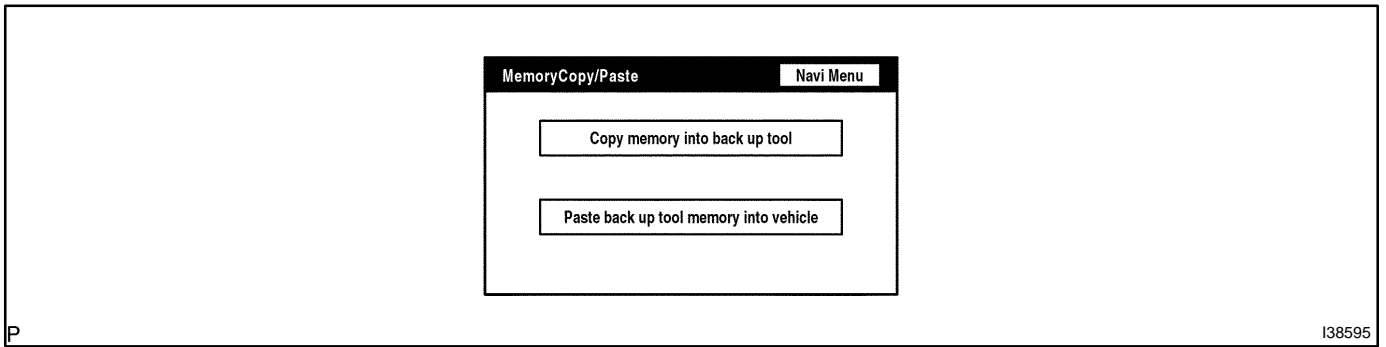 MemoryCopy/Paste Navi Menu
Copy memory into back up tool
Paste back up tool memory into vehicle
P I38595